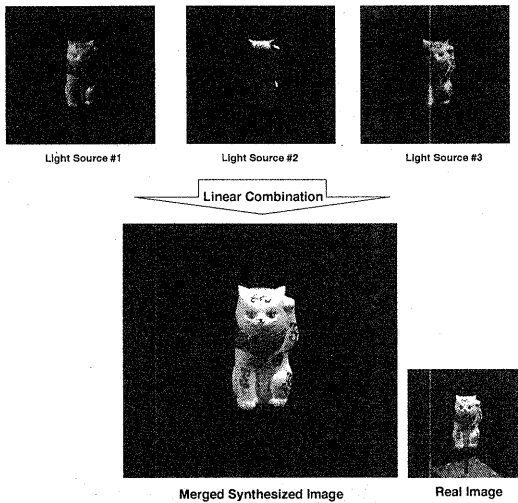 Light Source #1
Light Source #2
Light Source #3
Linear Combination
Merged Synthesized Image
Real Image